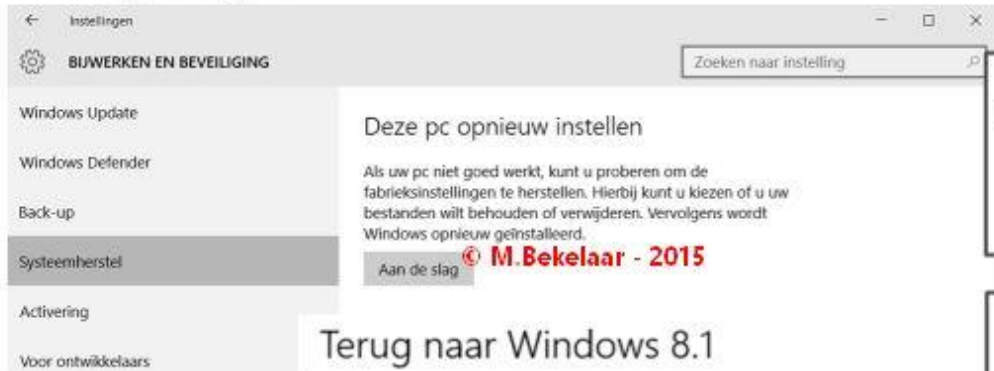 Instellingen
BIJWERKEN EN BEVEILIGING
Zoeken naar instelling
Windows Update
Windows Defender
Back-up
Systeemherstel
Activering
Voor ontwikkelaars
Deze pc opnieuw instellen
Als uw pc niet goed werkt, kunt u proberen om de
fabrieksinstellingen te herstellen. Hierbij kunt u kiezen of u uw
bestanden wilt behouden of verwijderen. Vervolgens wordt
Windows opnieuw geïnstalleerd.
© M.Bekelaar - 2015
Aan de slag
Terug naar Windows 8.1